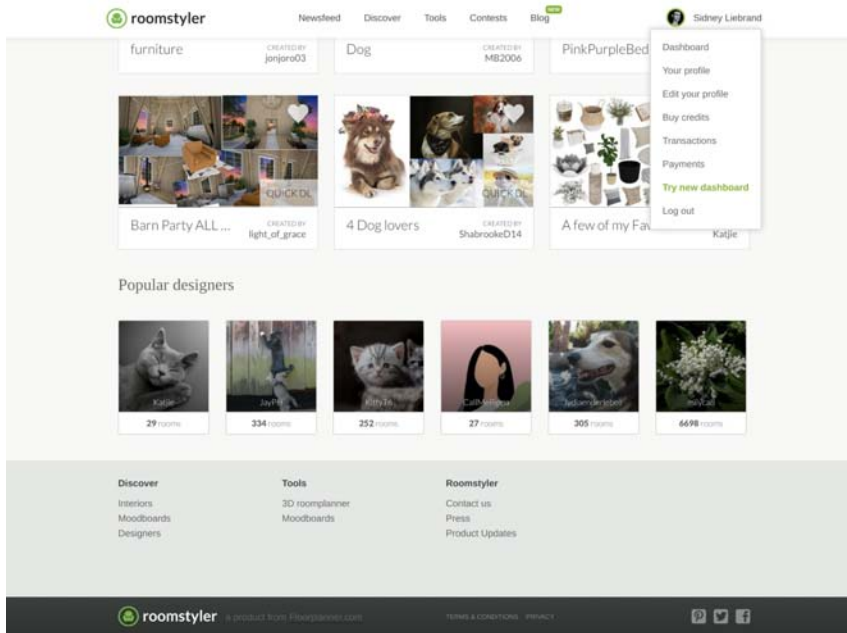 roomstyler
Newsfeed
Discover
Tools
Contests
Blog
NEW
Sidney Liebrand
Dashboard
Your profile
Edit your profile
Buy credits
Transactions
Payments
Try new dashboard
Log out
furniture
CREATED BY
jonjoro03
Dog
CREATED BY
MB2006
PinkPurpleBed
QUICK DL
Barn Party ALL ...
CREATED BY
light_of_grace
QUICK DL
4 Dog lovers
CREATED BY
ShabrookeD14
A few of my Fav
Katjie
Popular designers
Katjie
29 rooms
JayPH
334 rooms
252 rooms
27 rooms
305 rooms
6698 rooms
Discover
Interiors
Moodboards
Designers
Tools
3D roomplanner
Moodboards
Roomstyler
Contact us
Press
Product Updates
roomstyler
a product from Floorplanner.com
TERMS & CONDITIONS
PRIVACY